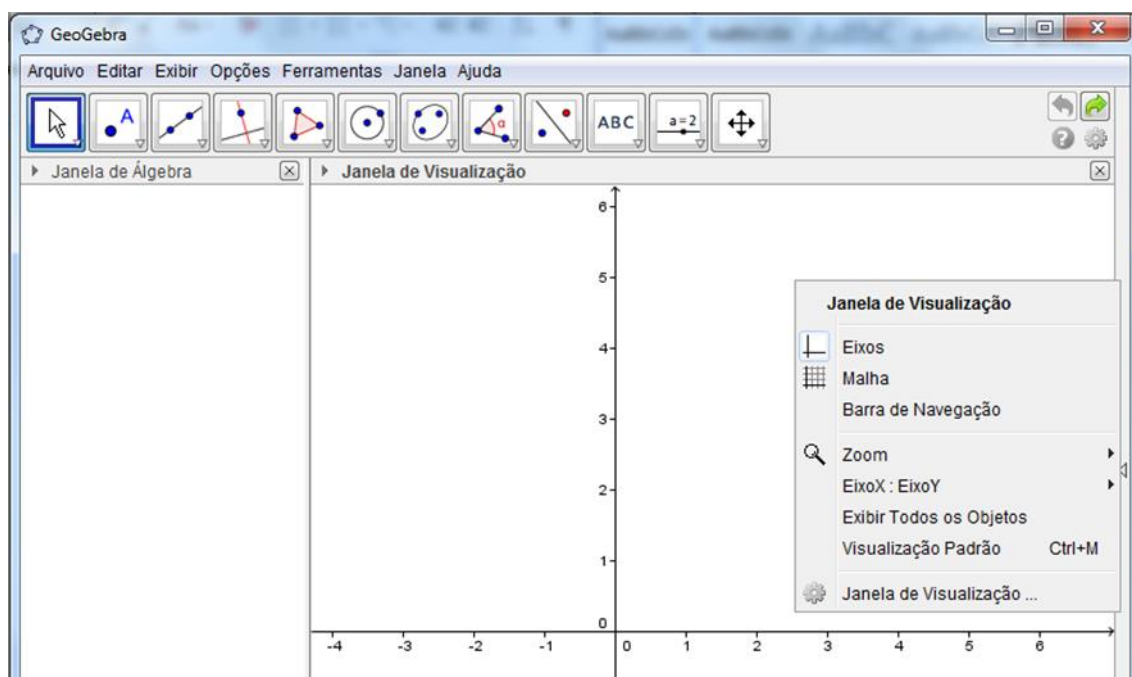 GeoGebra
Arquivo Editar Exibir Opções Ferramentas Janela Ajuda
A α ABC a=2
Janela de Álgebra
Janela de Visualização
6
5
4
3
2
1
0
-4 -3 -2 -1 0 1 2 3 4 5 6
Janela de Visualização
Eixos
Malha
Barra de Navegação
Zoom
EixoX : EixoY
Exibir Todos os Objetos
Visualização Padrão Ctrl+M
Janela de Visualização ...